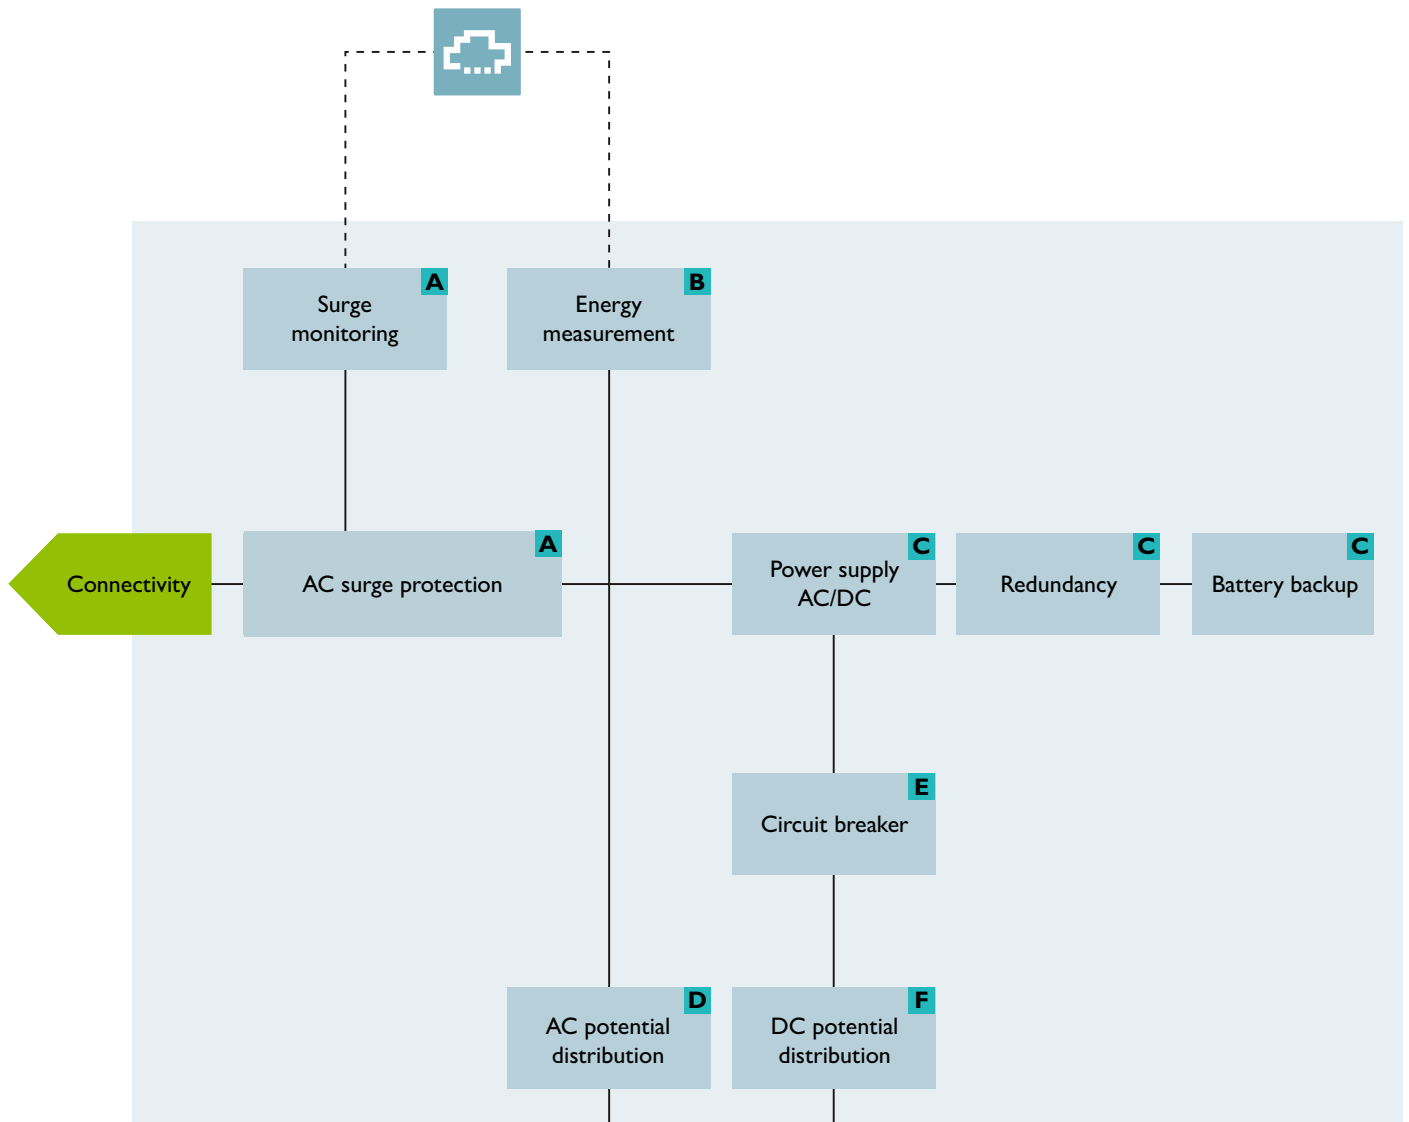 A
Surge
monitoring
B
Energy
measurement
Connectivity
A
AC surge protection
C
Power supply
AC/DC
C
Redundancy
C
Battery backup
E
Circuit breaker
D
AC potential
distribution
F
DC potential
distribution